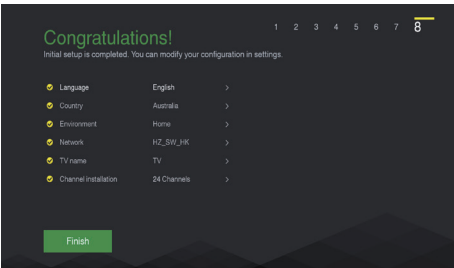 1 2 3 4 5 6 7 8
Congratulations!
Initial setup is completed. You can modify your configuration in settings.
Language English >
Country Australia >
Environment Home >
Network HZ_SW_HK >
TV name TV >
Channel installation 24 Channels >
Finish